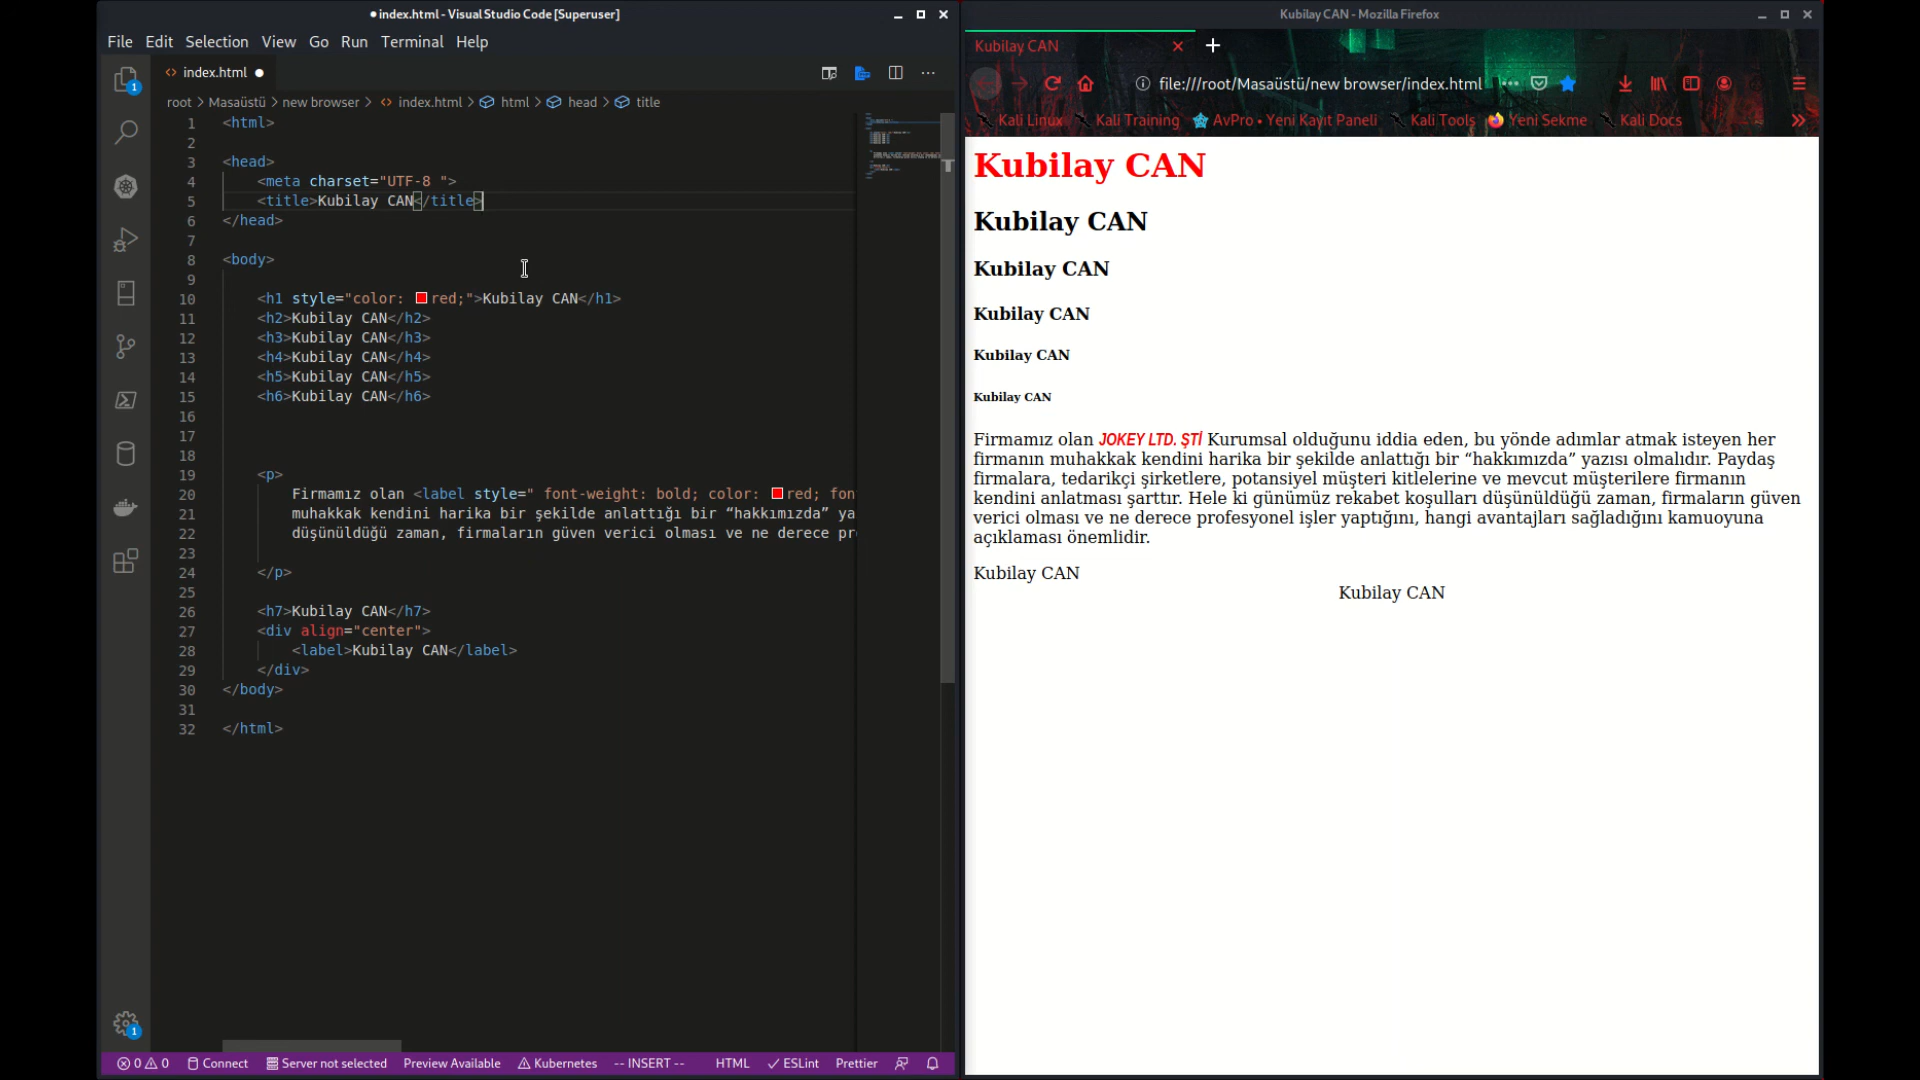 index.html - Visual Studio Code [Superuser]
File Edit Selection View Go Run Terminal Help
index.html
root > Masaüstü > new browser > index.html > html > head > title
1 <html>
2
3 <head>
4 <meta charset="UTF-8 ">
5 <title>Kubilay CAN</title>
6 </head>
7
8 <body>
9
10 <h1 style="color: red;">Kubilay CAN</h1>
11 <h2>Kubilay CAN</h2>
12 <h3>Kubilay CAN</h3>
13 <h4>Kubilay CAN</h4>
14 <h5>Kubilay CAN</h5>
15 <h6>Kubilay CAN</h6>
16
17
18
19 <p>
20 Firmamız olan <label style=" font-weight: bold; color: red; fon
21 muhakkak kendini harika bir şekilde anlattığı bir “hakkımızda” ya
22 düşünüldüğü zaman, firmaların güven verici olması ve ne derece pr
23
24 </p>
25
26 <h7>Kubilay CAN</h7>
27 <div align="center">
28 <label>Kubilay CAN</label>
29 </div>
30 </body>
31
32 </html>
1
1
0 0 Connect Server not selected Preview Available Kubernetes -- INSERT -- HTML ESLint Prettier
Kubilay CAN - Mozilla Firefox
Kubilay CAN
file:///root/Masaüstü/new browser/index.html
Kali Linux Kali Training AvPro • Yeni Kayıt Paneli Kali Tools Yeni Sekme Kali Docs
Kubilay CAN
Kubilay CAN
Kubilay CAN
Kubilay CAN
Kubilay CAN
Kubilay CAN
Firmamız olan JOKEY LTD. ŞTİ Kurumsal olduğunu iddia eden, bu yönde adımlar atmak isteyen her
firmanın muhakkak kendini harika bir şekilde anlattığı bir “hakkımızda” yazısı olmalıdır. Paydaş
firmalara, tedarikçi şirketlere, potansiyel müşteri kitlelerine ve mevcut müşterilere firmanın
kendini anlatması şarttır. Hele ki günümüz rekabet koşulları düşünüldüğü zaman, firmaların güven
verici olması ve ne derece profesyonel işler yaptığını, hangi avantajları sağladığını kamuoyuna
açıklaması önemlidir.
Kubilay CAN
Kubilay CAN